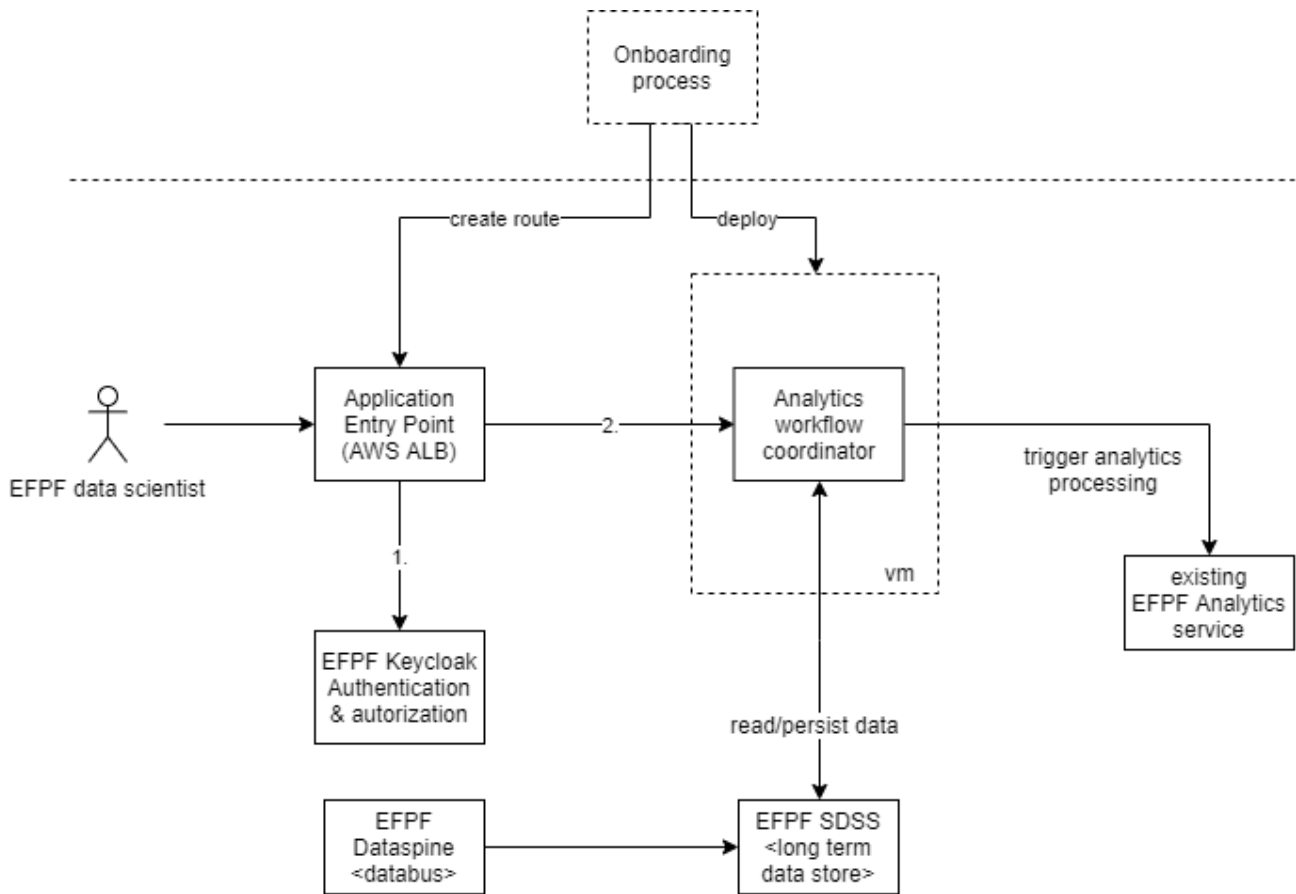 Onboarding
process
create route
deploy
Application
Entry Point
(AWS ALB)
2.
Analytics
workflow
coordinator
EFPF data scientist
trigger analytics
processing
1.
vm
existing
EFPF Analytics
service
EFPF Keycloak
Authentication
& autorization
read/persist data
EFPF
Dataspine
<databus>
EFPF SDSS
<long term
data store>